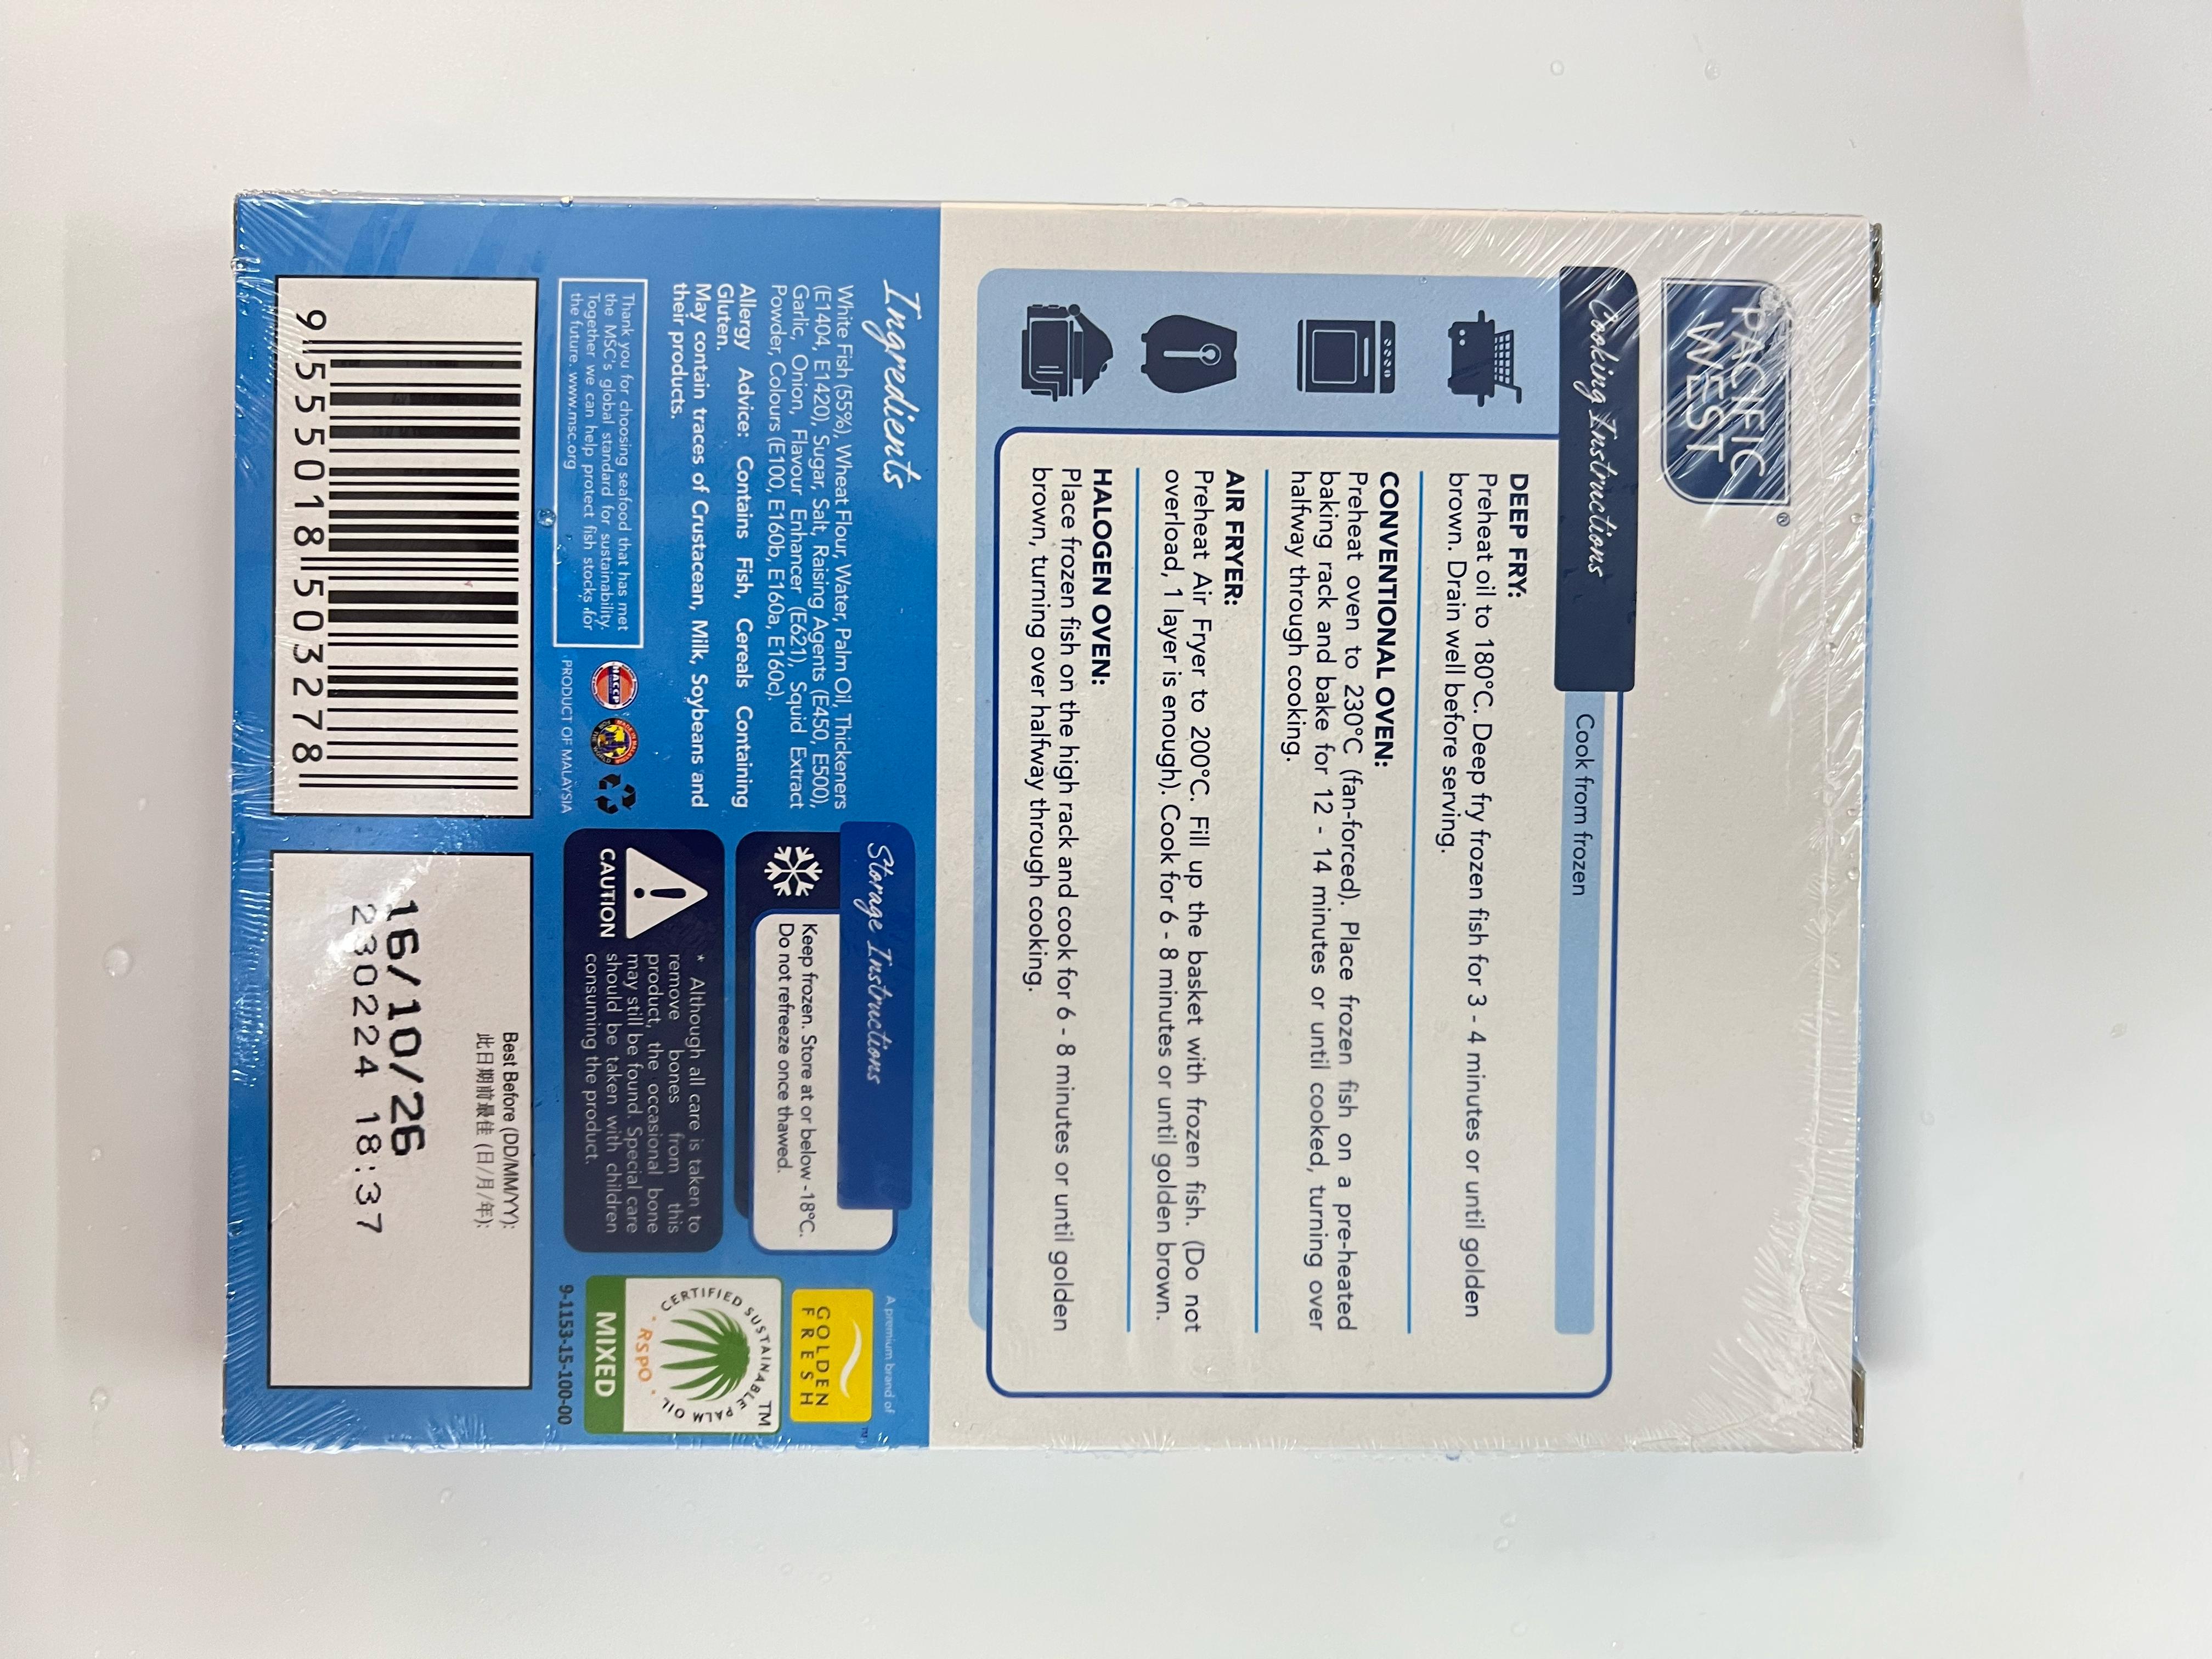 PACIFIC
WEST
®
Cooking Instructions
Cook from frozen
DEEP FRY:
Preheat oil to 180°C. Deep fry frozen fish for 3 - 4 minutes or until golden
brown. Drain well before serving.
CONVENTIONAL OVEN:
Preheat oven to 230°C (fan-forced). Place frozen fish on a pre-heated
baking rack and bake for 12 - 14 minutes or until cooked, turning over
halfway through cooking.
AIR FRYER:
Preheat Air Fryer to 200°C. Fill up the basket with frozen fish. (Do not
overload, 1 layer is enough). Cook for 6 - 8 minutes or until golden brown.
HALOGEN OVEN:
Place frozen fish on the high rack and cook for 6 - 8 minutes or until golden
brown, turning over halfway through cooking.
Ingredients
White Fish (55%), Wheat Flour, Water, Palm Oil, Thickeners
(E1404, E1420), Sugar, Salt, Raising Agents (E450, E500),
Garlic, Onion, Flavour Enhancer (E621), Squid Extract
Powder, Colours (E100, E160b, E160a, E160c).
Allergy Advice: Contains Fish, Cereals Containing
Gluten.
May contain traces of Crustacean, Milk, Soybeans and
their products.
Thank you for choosing seafood that has met
the MSC's global standard for sustainability.
Together we can help protect fish stocks for
the future. www.msc.org
HACCP
PRODUCT OF MALAYSIA
9 555018 503278
Storage Instructions
Keep frozen. Store at or below -18°C.
Do not refreeze once thawed.
CAUTION
* Although all care is taken to
remove bones from this
product, the occasional bone
may still be found. Special care
should be taken with children
consuming the product.
A premium brand of
GOLDEN
FRESH
TM
CERTIFIED SUSTAINABLE PALM OIL
TM
RSPO
MIXED
9-1153-15-100-00
Best Before (DD/MM/YY):
此日期前最佳 (日/月/年):
16/10/26
230224 18:37